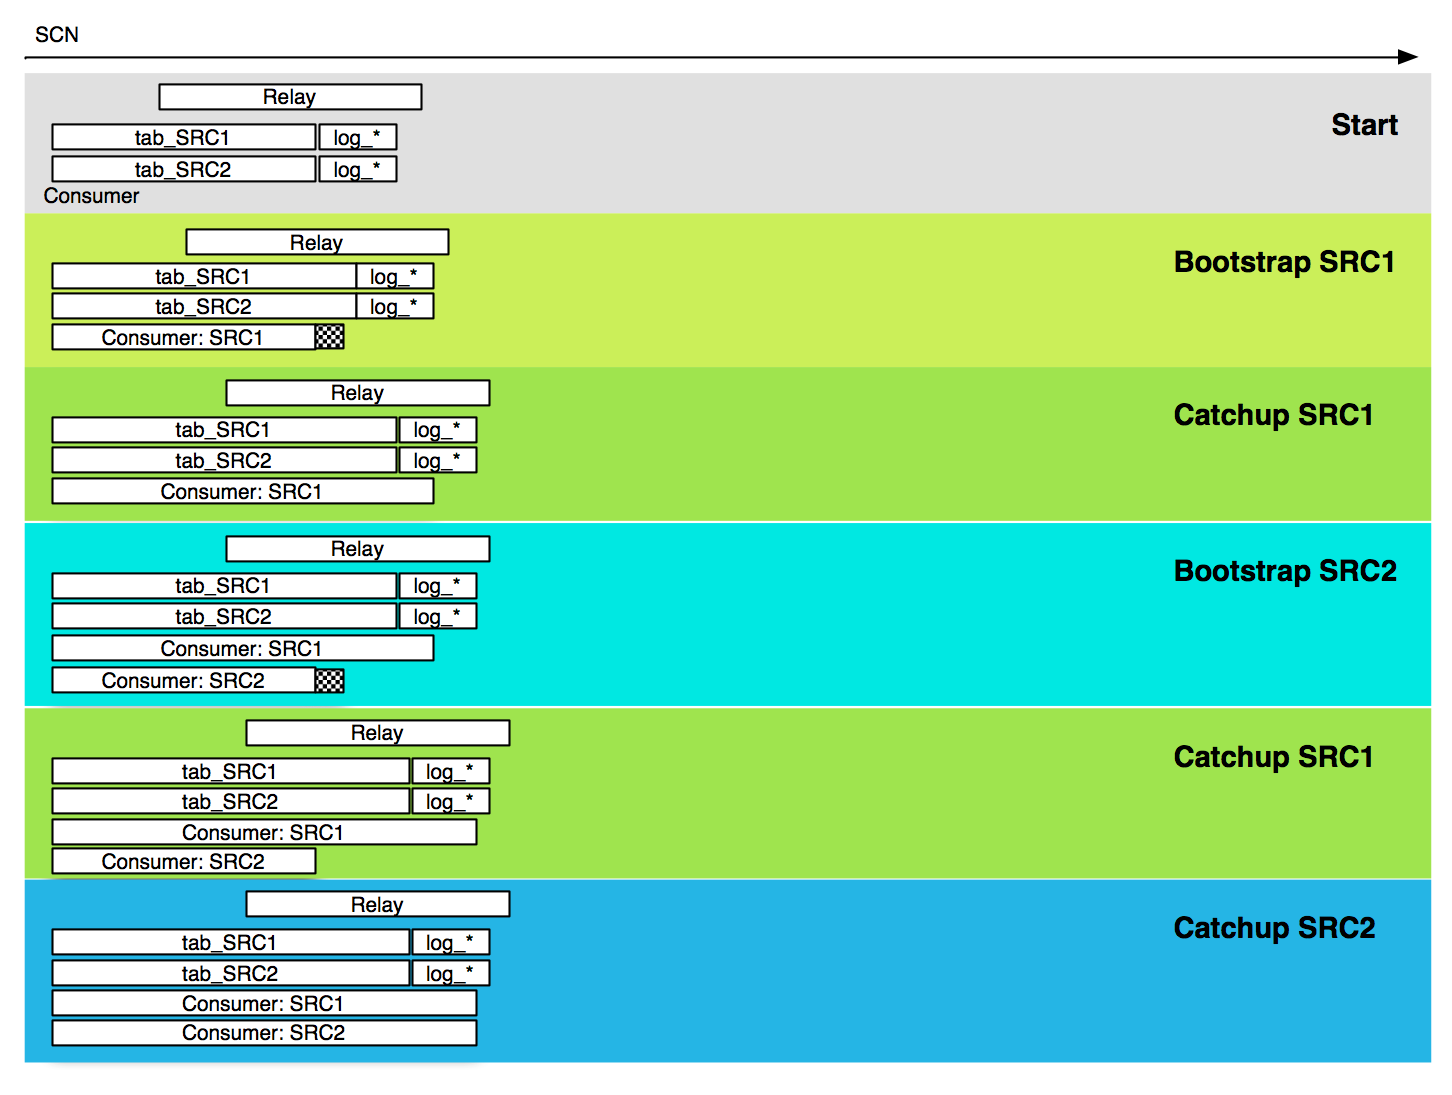 SCN
Relay
Start
tab_SRC1 log_*
tab_SRC2 log_*
Consumer
Relay
Bootstrap SRC1
tab_SRC1 log_*
tab_SRC2 log_*
Consumer: SRC1
Relay
Catchup SRC1
tab_SRC1 log_*
tab_SRC2 log_*
Consumer: SRC1
Relay
Bootstrap SRC2
tab_SRC1 log_*
tab_SRC2 log_*
Consumer: SRC1
Consumer: SRC2
Relay
Catchup SRC1
tab_SRC1 log_*
tab_SRC2 log_*
Consumer: SRC1
Consumer: SRC2
Relay
Catchup SRC2
tab_SRC1 log_*
tab_SRC2 log_*
Consumer: SRC1
Consumer: SRC2